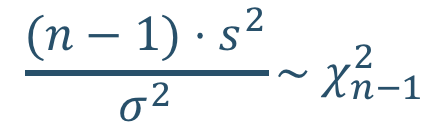 (n − 1) · s²
σ² ~ χ²ₙ₋₁